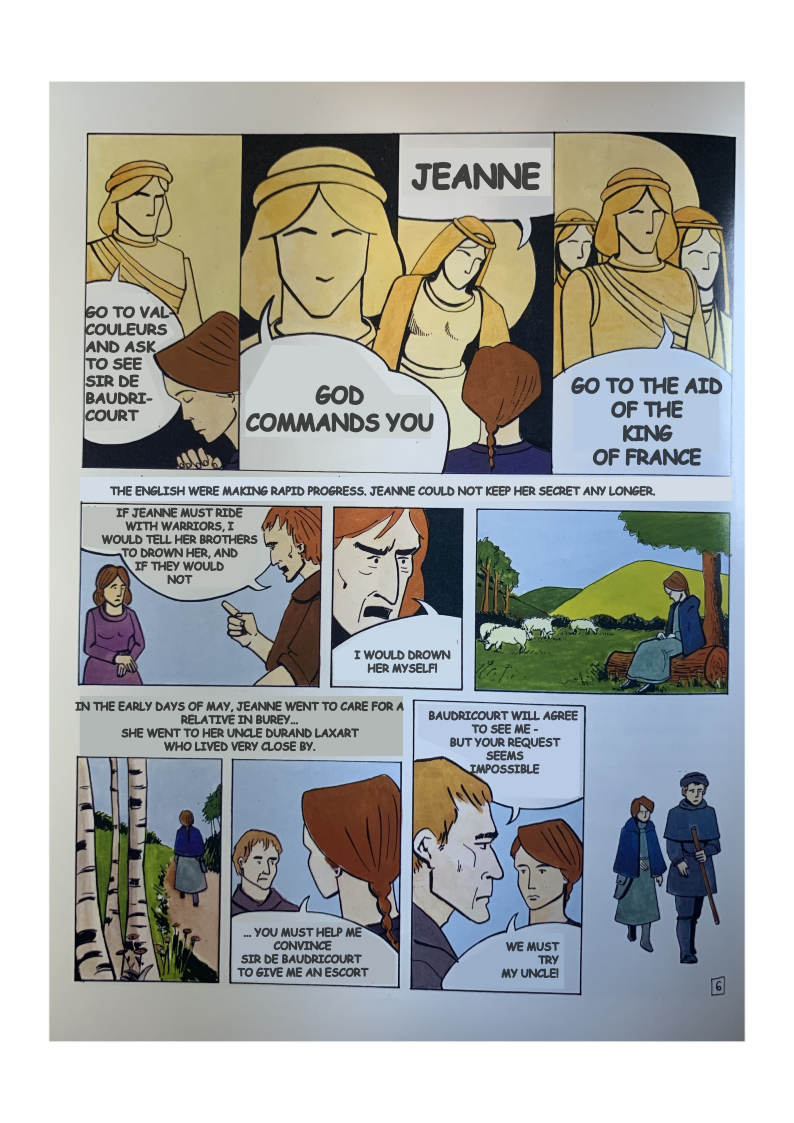 GO TO VAL-
COULEURS
AND ASK
TO SEE
SIR DE
BAUDRI-
COURT
GOD
COMMANDS YOU
JEANNE
GO TO THE AID
OF THE
KING
OF FRANCE
THE ENGLISH WERE MAKING RAPID PROGRESS. JEANNE COULD NOT KEEP HER SECRET ANY LONGER.
IF JEANNE MUST RIDE
WITH WARRIORS, I
WOULD TELL HER BROTHERS
TO DROWN HER, AND
IF THEY WOULD
NOT
I WOULD DROWN
HER MYSELF!
IN THE EARLY DAYS OF MAY, JEANNE WENT TO CARE FOR A
RELATIVE IN BUREY...
SHE WENT TO HER UNCLE DURAND LAXART
WHO LIVED VERY CLOSE BY.
... YOU MUST HELP ME
CONVINCE
SIR DE BAUDRICOURT
TO GIVE ME AN ESCORT
BAUDRICOURT WILL AGREE
TO SEE ME -
BUT YOUR REQUEST
SEEMS
IMPOSSIBLE
WE MUST
TRY
MY UNCLE!
6